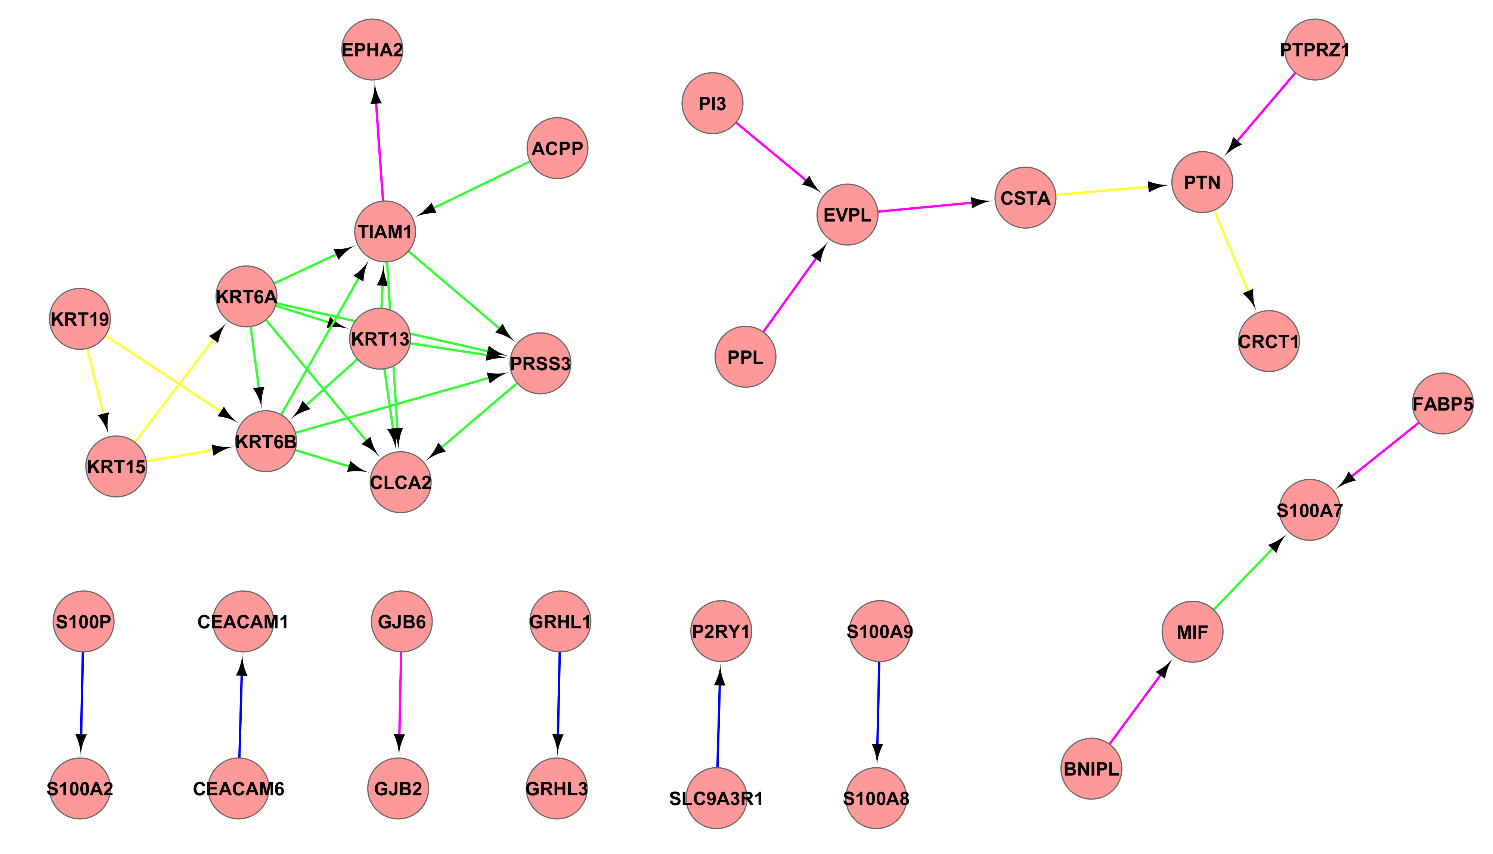 EPHA2
PTPRZ1
PI3
ACPP
PTN
CSTA
EVPL
TIAM1
KRT6A
KRT19
KRT13
CRCT1
PPL
PRSS3
FABP5
KRT6B
KRT15
CLCA2
S100A7
S100P
CEACAM1
GJB6
GRHL1
P2RY1
S100A9
MIF
BNIPL
S100A2
CEACAM6
GJB2
GRHL3
SLC9A3R1
S100A8